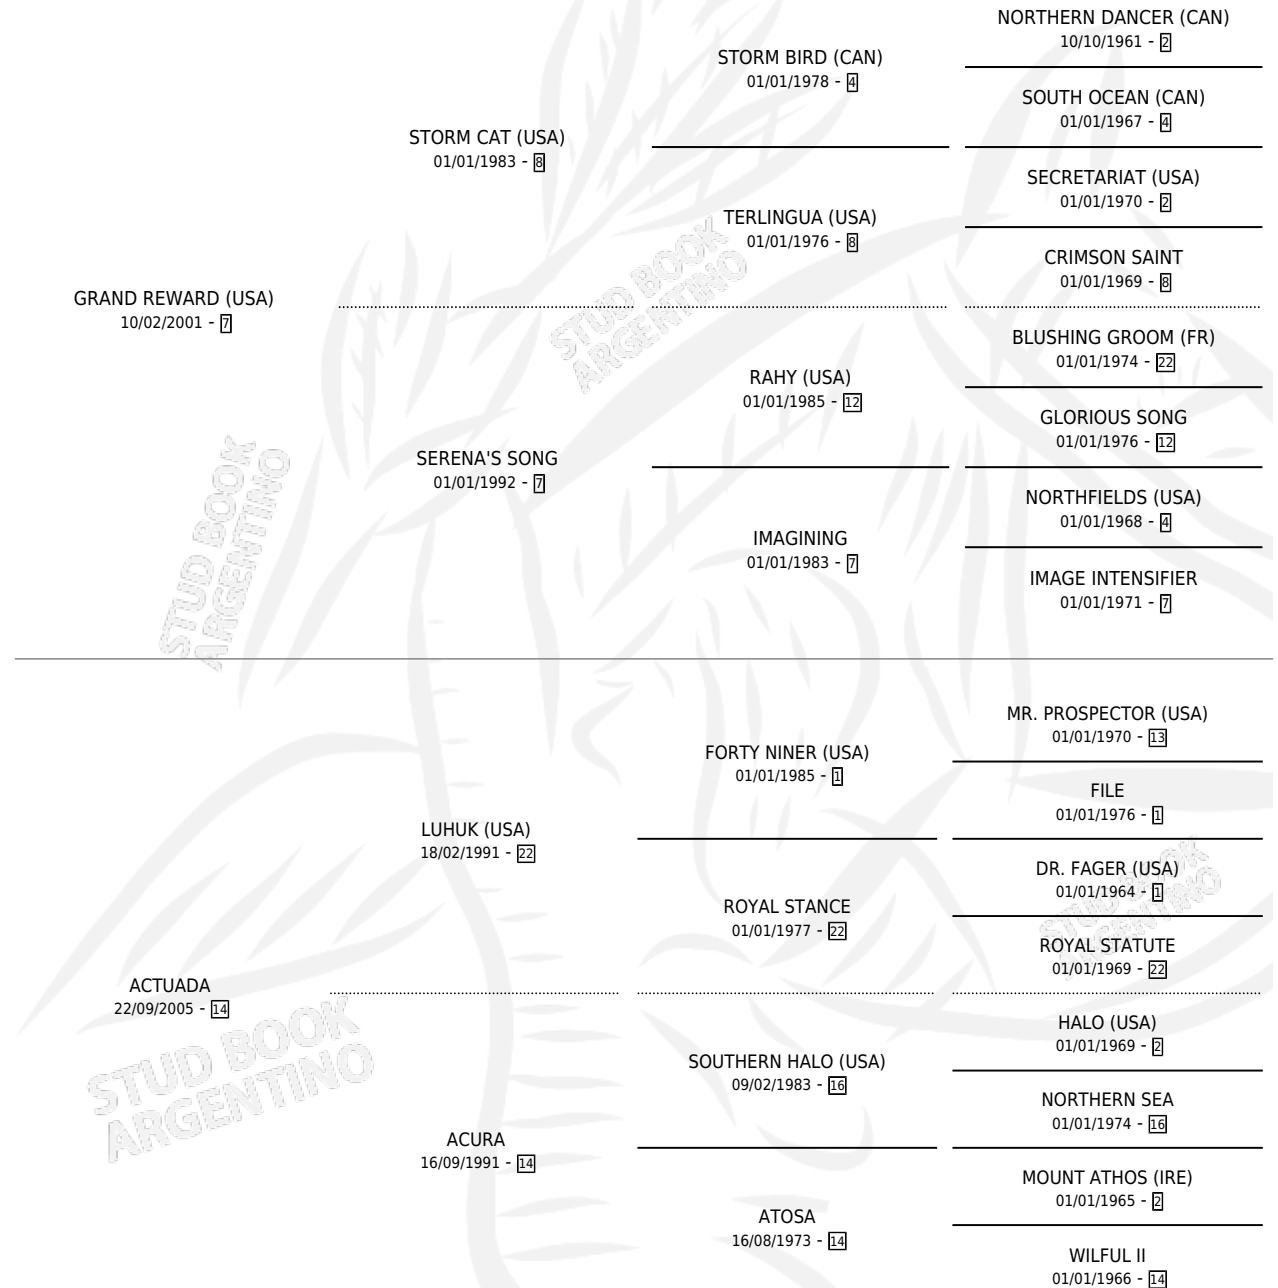 NORTHERN DANCER (CAN)
10/10/1961 - 2
STORM BIRD (CAN)
01/01/1978 - 4
SOUTH OCEAN (CAN)
01/01/1967 - 4
STORM CAT (USA)
01/01/1983 - 8
SECRETARIAT (USA)
01/01/1970 - 2
TERLINGUA (USA)
01/01/1976 - 8
CRIMSON SAINT
01/01/1969 - 8
GRAND REWARD (USA)
10/02/2001 - 7
BLUSHING GROOM (FR)
01/01/1974 - 22
RAHY (USA)
01/01/1985 - 12
GLORIOUS SONG
01/01/1976 - 12
SERENA'S SONG
01/01/1992 - 7
NORTHFIELDS (USA)
01/01/1968 - 4
IMAGINING
01/01/1983 - 7
IMAGE INTENSIFIER
01/01/1971 - 7
STUD BOOK
ARGENTINO
STUD BOOK
ARGENTINO
MR. PROSPECTOR (USA)
01/01/1970 - 13
FORTY NINER (USA)
01/01/1985 - 1
FILE
01/01/1976 - 1
LUHUK (USA)
18/02/1991 - 22
DR. FAGER (USA)
01/01/1964 - 1
ROYAL STANCE
01/01/1977 - 22
ROYAL STATUTE
01/01/1969 - 22
STUD BOOK
ARGENTINO
ACTUADA
22/09/2005 - 14
HALO (USA)
01/01/1969 - 2
SOUTHERN HALO (USA)
09/02/1983 - 16
NORTHERN SEA
01/01/1974 - 16
STUD BOOK
ARGENTINO
ACURA
16/09/1991 - 14
MOUNT ATHOS (IRE)
01/01/1965 - 2
ATOSA
16/08/1973 - 14
WILFUL II
01/01/1966 - 14